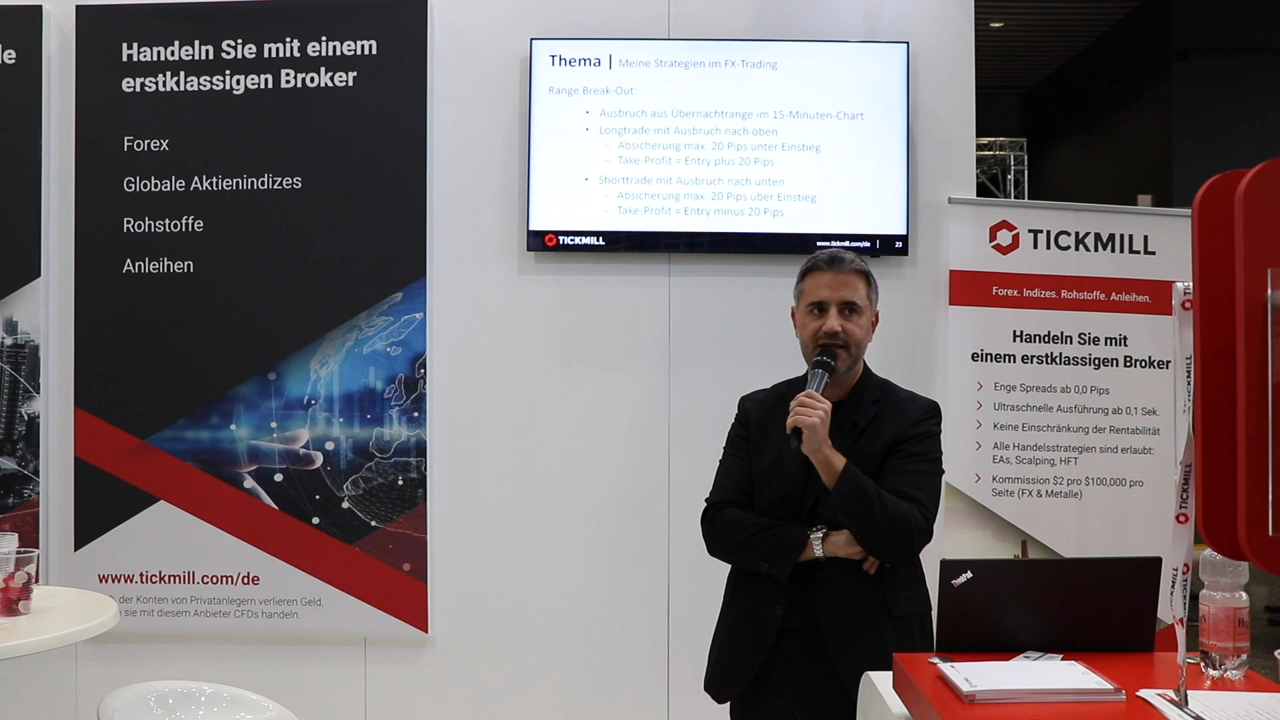 le
Handeln Sie mit einem
erstklassigen Broker
Forex
Globale Aktienindizes
Rohstoffe
Anleihen
www.tickmill.com/de
der Konten von Privatanlegern verlieren Geld,
sie mit diesem Anbieter CFDs handeln.
Thema | Meine Strategien im FX-Trading
Range Break-Out:
• Ausbruch aus Übernachtrange im 15-Minuten-Chart
• Longtrade mit Ausbruch nach oben
– Absicherung max. 20 Pips unter Einstieg
– Take-Profit = Entry plus 20 Pips
• Shorttrade mit Ausbruch nach unten
– Absicherung max. 20 Pips über Einstieg
– Take-Profit = Entry minus 20 Pips
TICKMILL www.tickmill.com/de | 23
TICKMILL
Forex. Indizes. Rohstoffe. Anleihen.
Handeln Sie mit
einem erstklassigen Broker
Enge Spreads ab 0,0 Pips
Ultraschnelle Ausführung ab 0,1 Sek.
Keine Einschränkung der Rentabilität
Alle Handelsstrategien sind erlaubt:
EAs, Scalping, HFT
Kommission $2 pro $100,000 pro
Seite (FX & Metalle)
TICKMILL
TICKMILL
ThinkPad